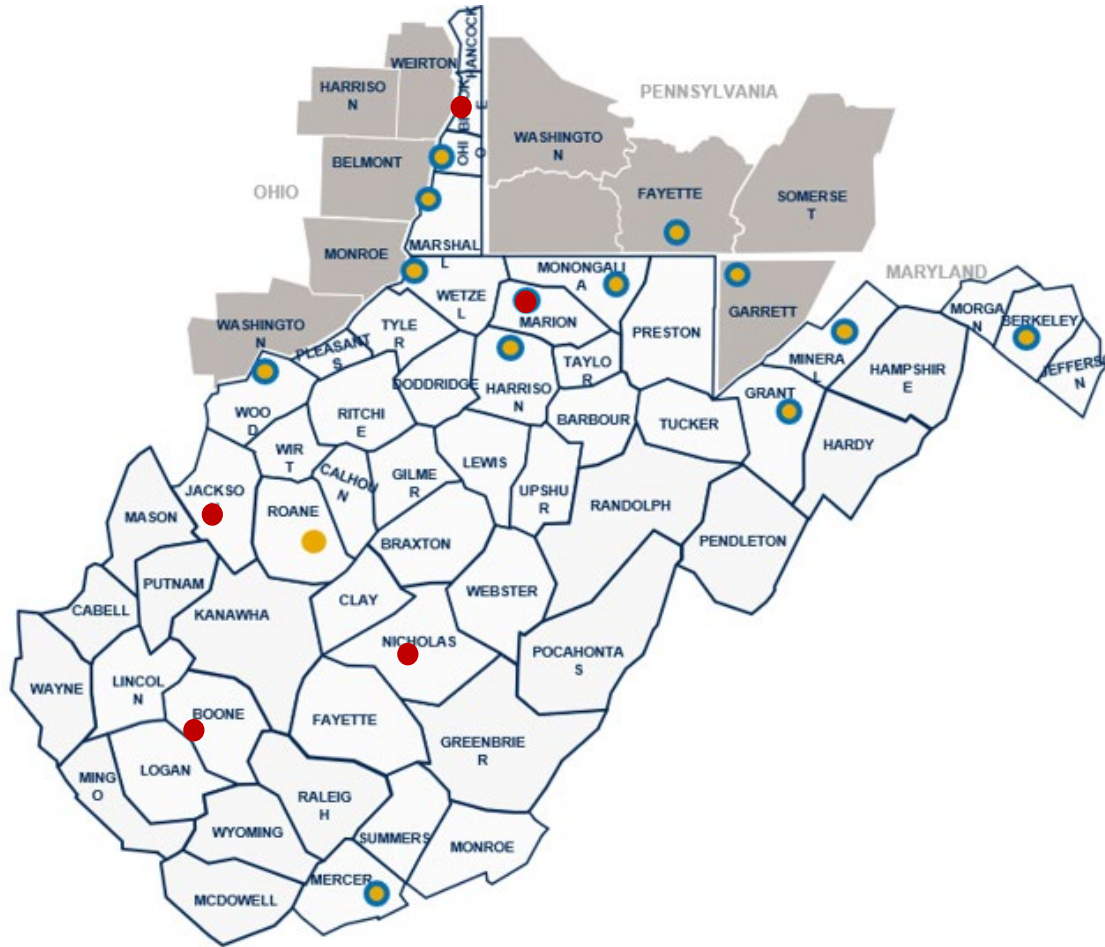 HANCOCK
WEIRTON
HARRISO
N
PENNSYLVANIA
WASHINGTO
N
OHI
O
BELMONT
OHIO
FAYETTE
SOMERSE
T
MONROE
MARSHAL
L
MONONGALI
A
MARYLAND
GARRETT
MORGA
N
BERKELEY
JEFFERSO
N
WETZE
L
MARION
WASHINGTO
N
TYLE
R
PLEASANT
S
PRESTON
TAYLO
R
MINERA
L
HAMPSHIR
E
DODDRIDGE
HARRISO
N
GRANT
WOO
D
RITCHI
E
BARBOUR
TUCKER
HARDY
WIR
T
CALHOU
N
GILME
R
LEWIS
UPSHU
R
RANDOLPH
JACKSO
MASON
ROANE
BRAXTON
PENDLETON
PUTNAM
CABELL
KANAWHA
CLAY
WEBSTER
NICHOLAS
POCAHONTA
S
WAYNE
LINCOL
N
BOONE
FAYETTE
GREENBRIE
R
LOGAN
MING
O
RALEIG
H
WYOMING
SUMMERS
MONROE
MERCER
MCDOWELL